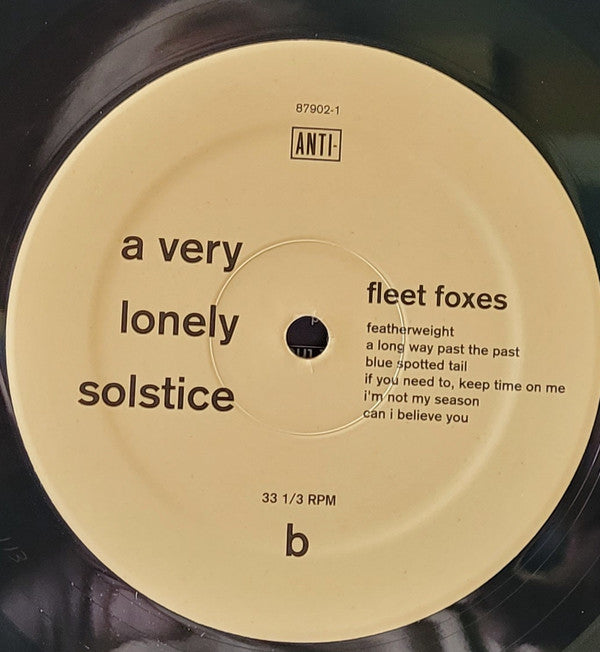 87902-1
ANTI-
a very
lonely
solstice
fleet foxes
featherweight
a long way past the past
blue spotted tail
if you need to, keep time on me
i'm not my season
can i believe you
33 1/3 RPM
b